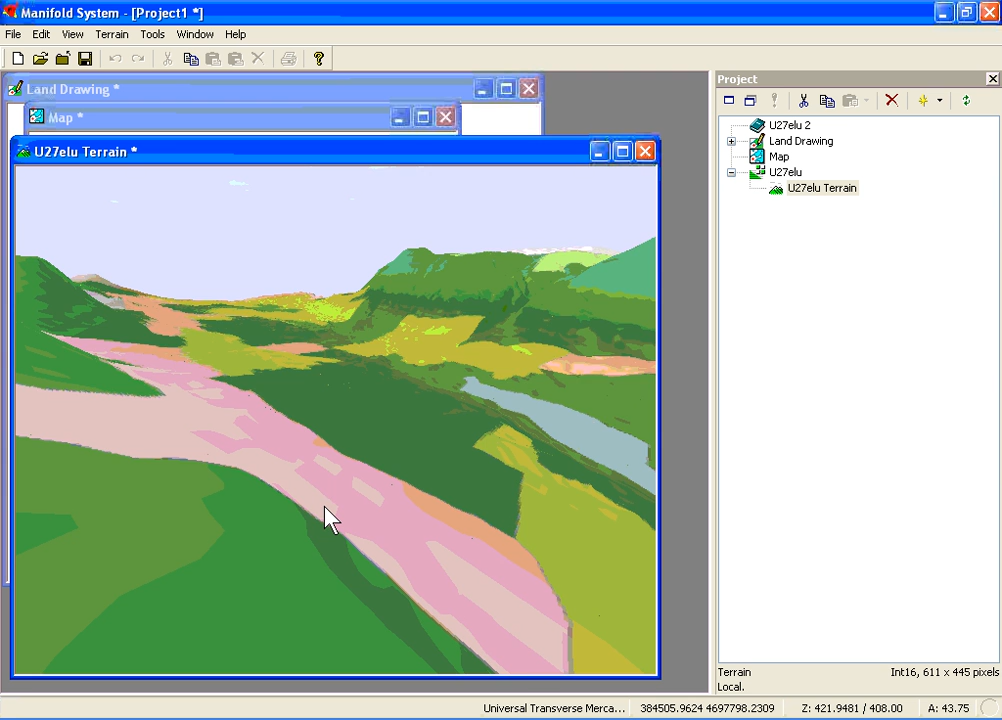 Manifold System - [Project1 *]
File Edit View Terrain Tools Window Help
Land Drawing *
Map *
U27elu Terrain *
Project
U27elu 2
Land Drawing
Map
U27elu
U27elu Terrain
Terrain Int16, 611 x 445 pixels
Local.
Universal Transverse Merca... 384505.9624 4697798.2309 Z: 421.9481 / 408.00 A: 43.75